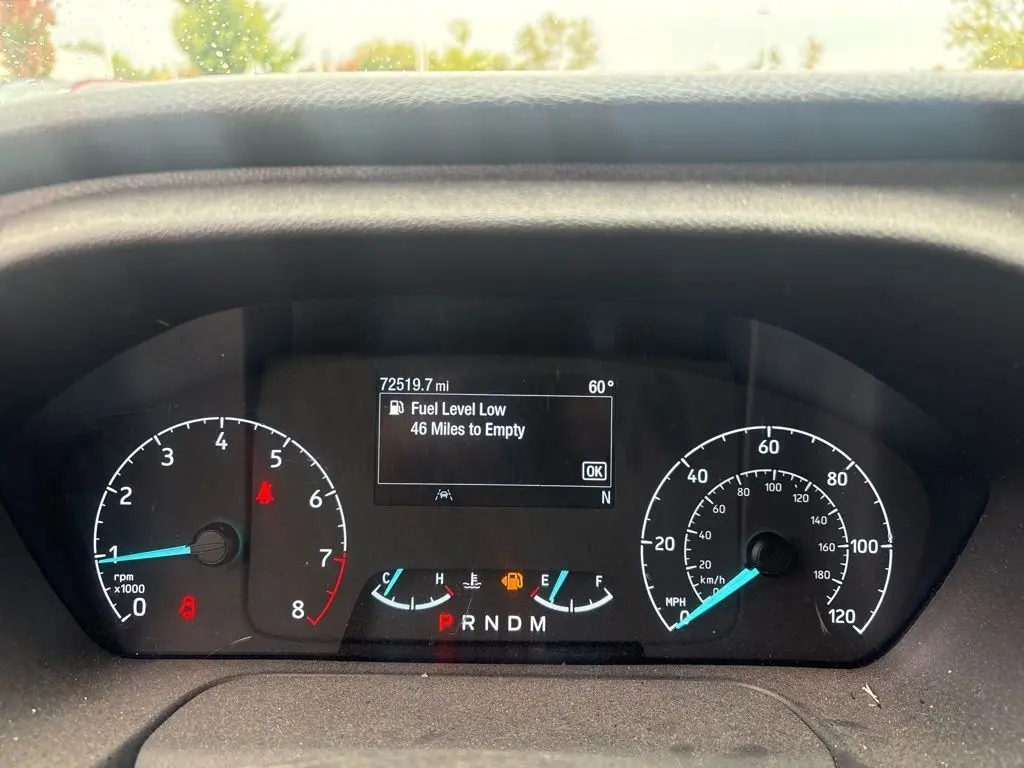 72519.7 mi 60°
Fuel Level Low
46 Miles to Empty
OK
N
0 1 2 3 4 5 6 7 8
rpm
x1000
C H
E F
P R N D M
0 20 40 60 80 100 120
MPH
0 20 40 60 80 100 120 140 160 180
km/h